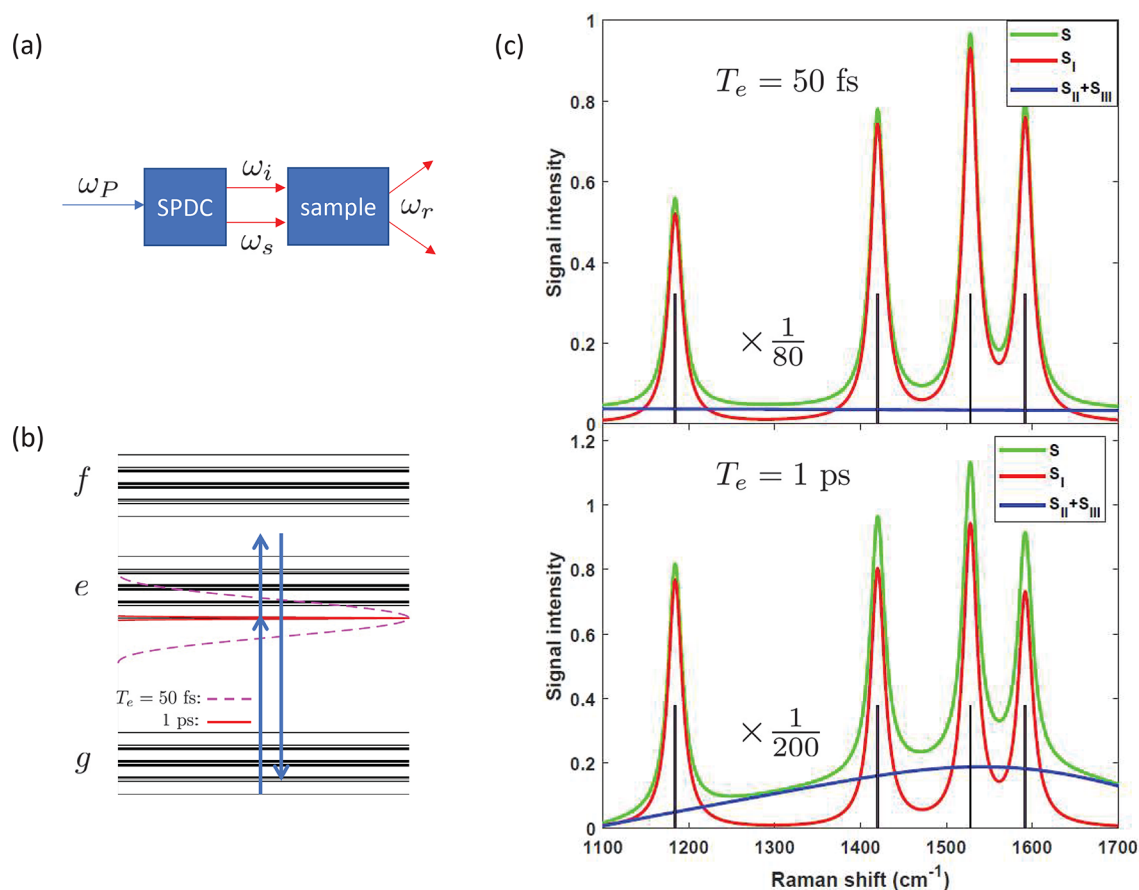 (a)
ω_P
SPDC
ω_i
ω_s
sample
ω_r
(b)
f
e
T_e = 50 fs:
1 ps:
g
(c)
Signal intensity
1
0.8
0.6
0.4
0.2
0
T_e = 50 fs
× 1/80
S
S_I
S_II+S_III
Signal intensity
1.2
1
0.8
0.6
0.4
0.2
0
T_e = 1 ps
× 1/200
S
S_I
S_II+S_III
1100 1200 1300 1400 1500 1600 1700
Raman shift (cm⁻¹)